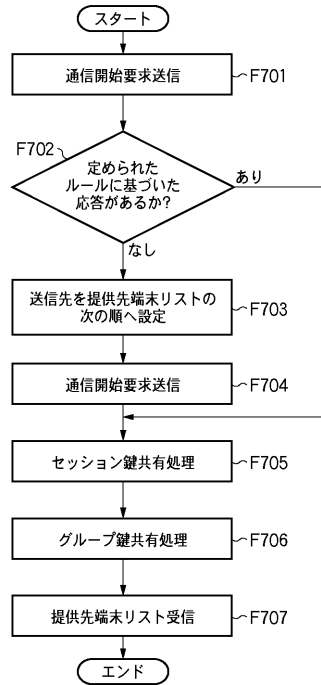 スタート
通信開始要求送信
F701
F702
定められた
ルールに基づいた
応答があるか?
あり
なし
送信先を提供先端末リストの
次の順へ設定
F703
通信開始要求送信
F704
セッション鍵共有処理
F705
グループ鍵共有処理
F706
提供先端末リスト受信
F707
エンド